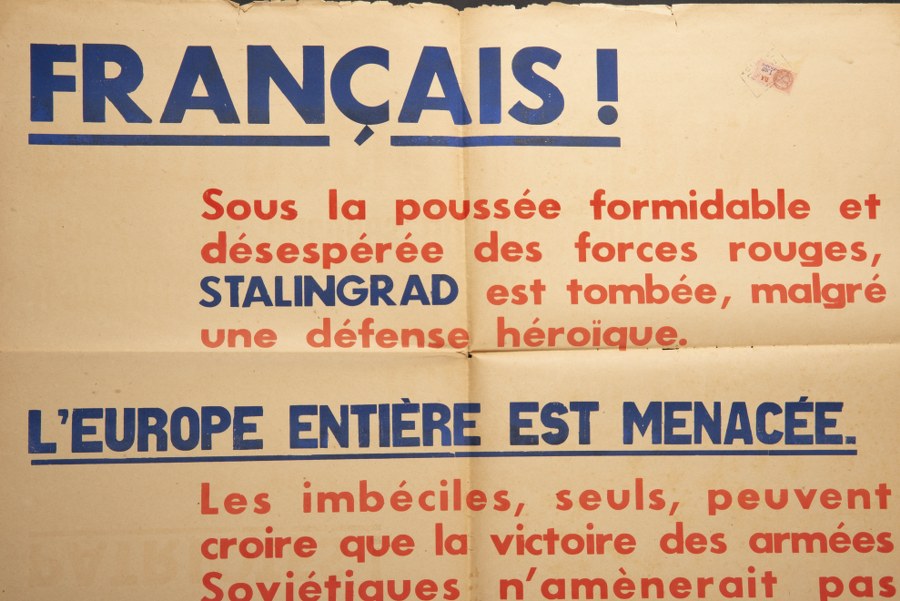 FRANÇAIS !
Sous la poussée formidable et
désespérée des forces rouges,
STALINGRAD est tombée, malgré
une défense héroïque.
L'EUROPE ENTIÈRE EST MENACÉE.
Les imbéciles, seuls, peuvent
croire que la victoire des armées
Soviétiques n'amènerait pas